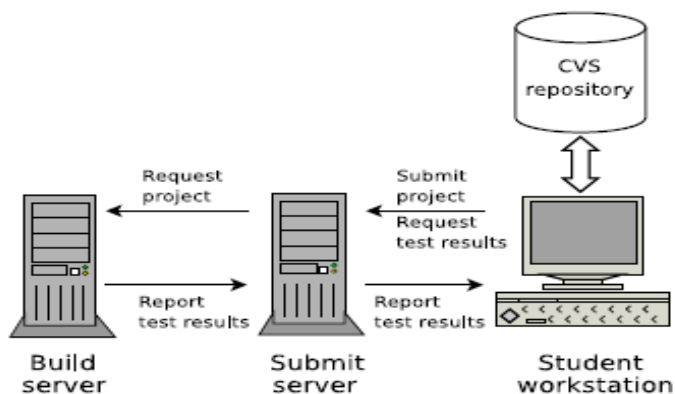 CVS
repository
Request
project
Submit
project
Request
test results
Report
test results
Report
test results
Build
server
Submit
server
Student
workstation